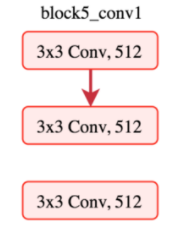 block5_conv1
3x3 Conv, 512
3x3 Conv, 512
3x3 Conv, 512